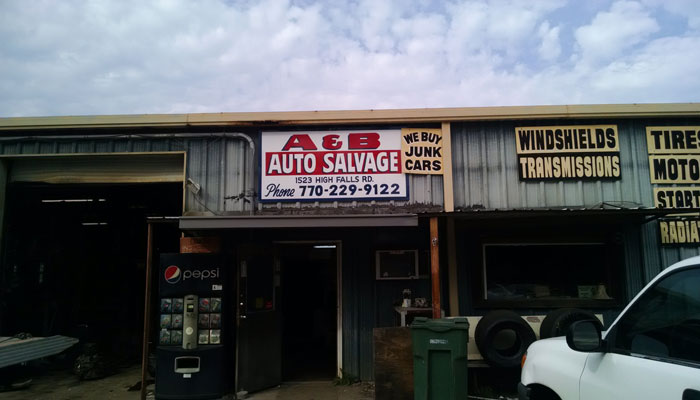 A & B
AUTO SALVAGE
1523 HIGH FALLS RD.
Phone 770-229-9122
WE BUY
JUNK
CARS
WINDSHIELDS
TRANSMISSIONS
TIRES
pepsi